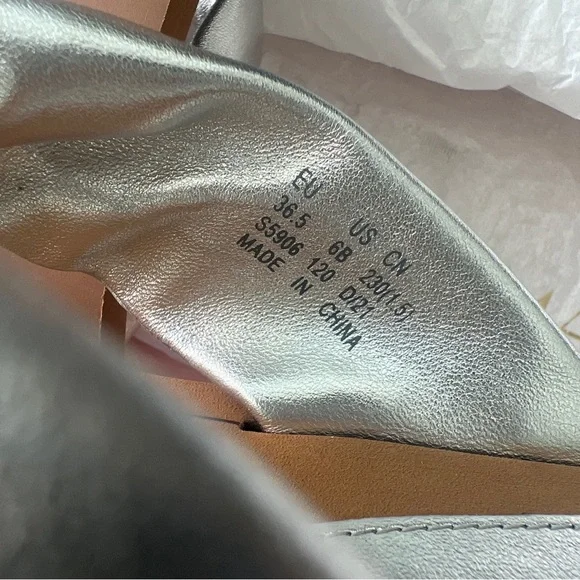 EU US CN
36.5 6B 230(1.5)
S5906 120 D/21
MADE IN CHINA